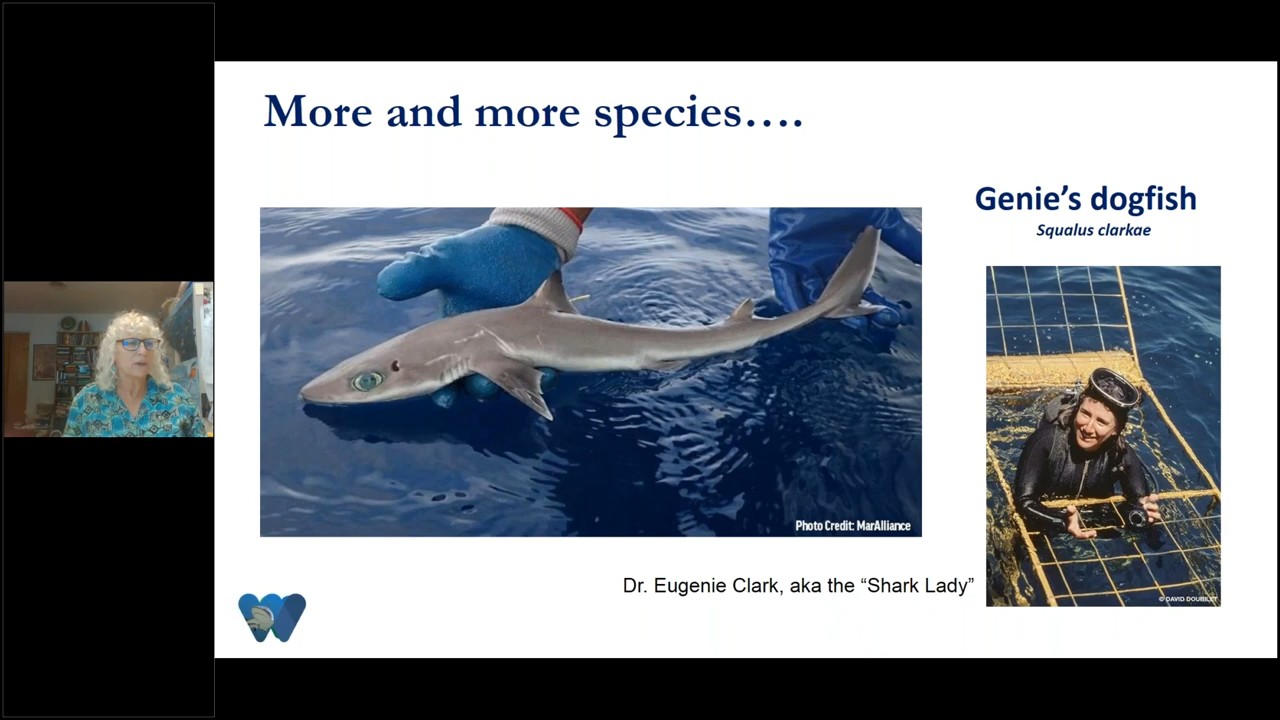 More and more species....
Genie's dogfish
Squalus clarkae
Photo Credit: MarAlliance
Dr. Eugenie Clark, aka the “Shark Lady”
© DAVID DOUBILET